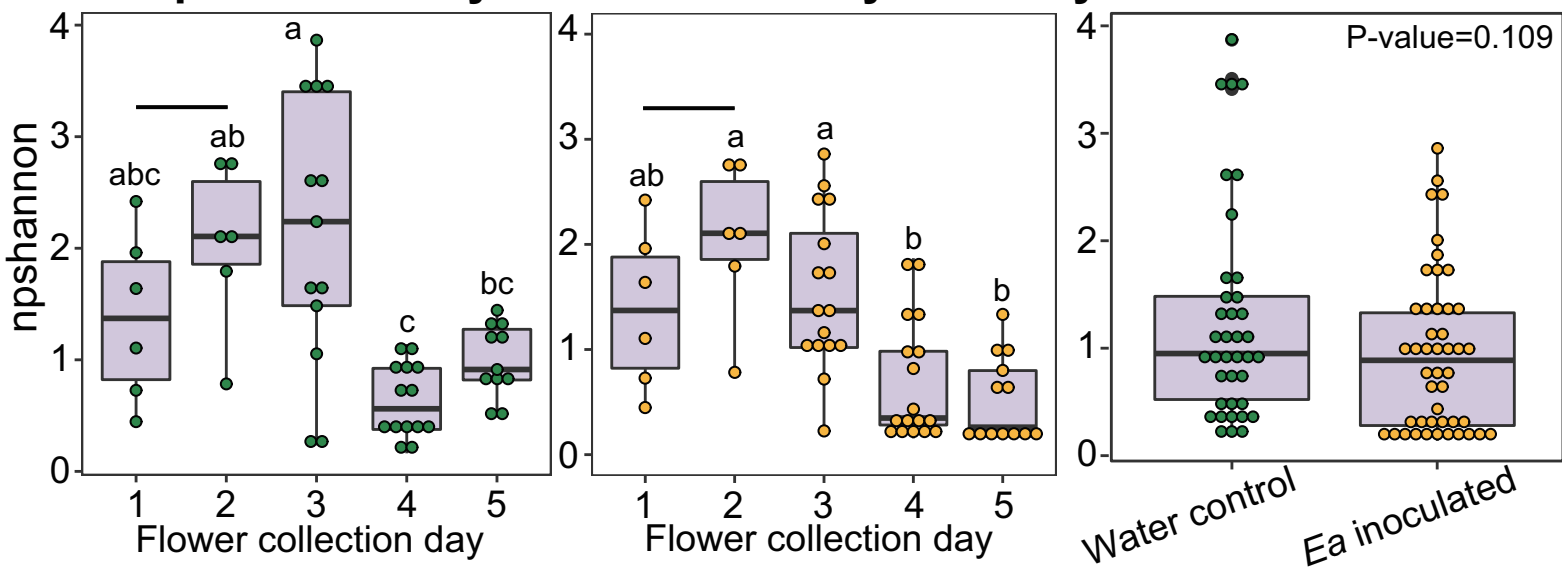 npshannon
4
3
2
1
0
a
ab
abc
c
bc
1 2 3 4 5
Flower collection day
4
3
2
1
0
ab
a
a
b
b
1 2 3 4 5
Flower collection day
4
3
2
1
0
P-value=0.109
Water control
Ea inoculated